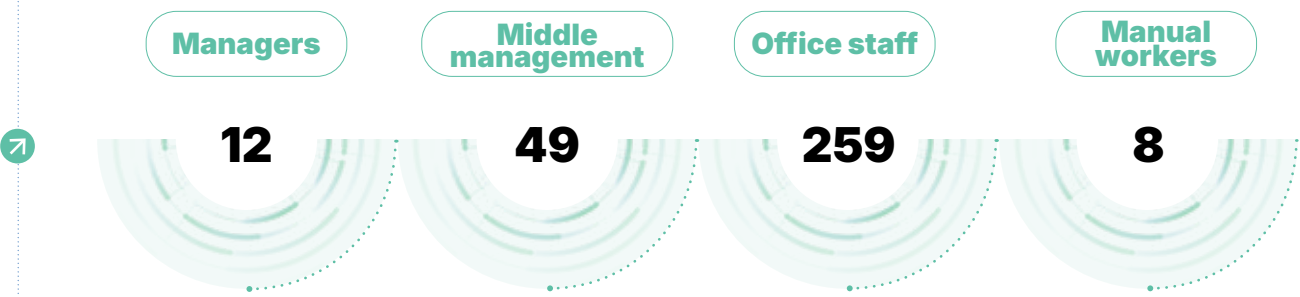 Managers
Middle
management
Office staff
Manual
workers
12
49
259
8